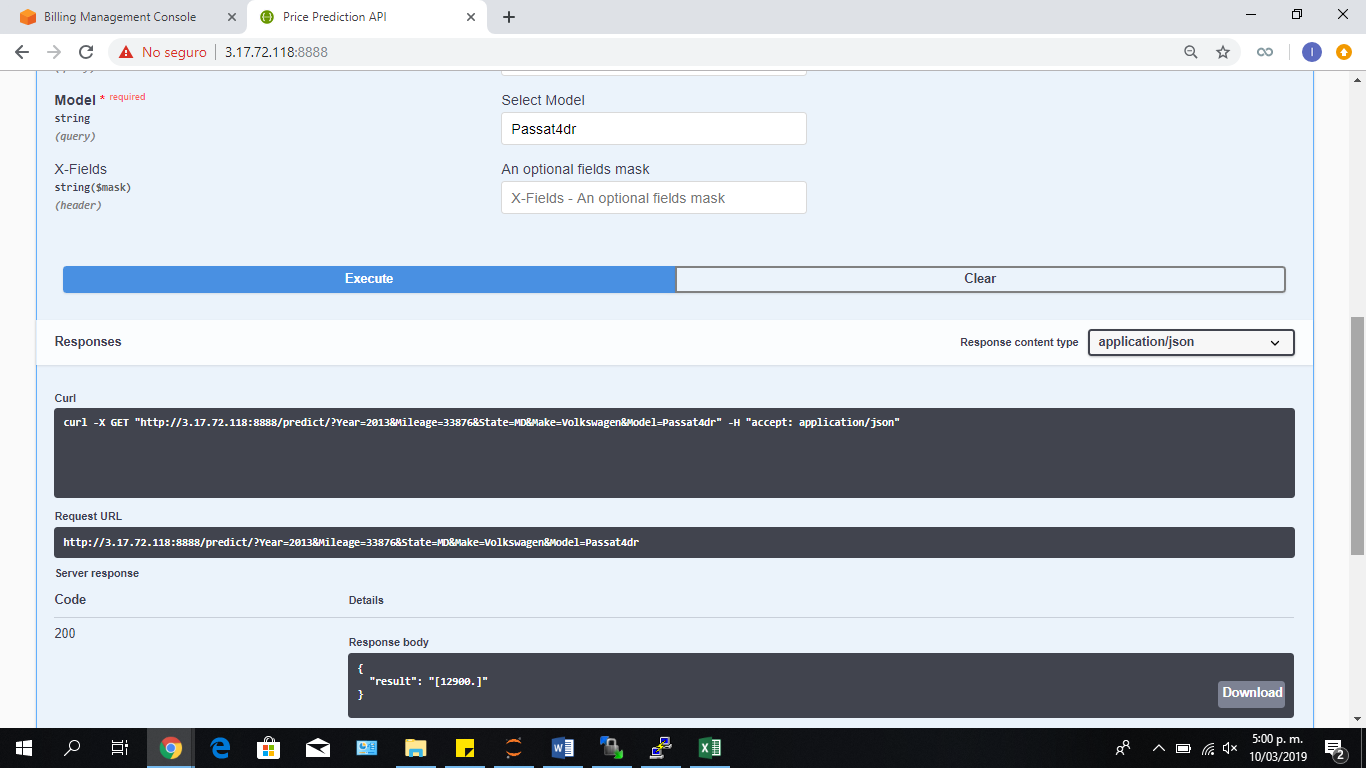 Billing Management Console
Price Prediction API
No seguro
3.17.72.118:8888
Model * required
string
(query)
Select Model
Passat4dr
X-Fields
string($mask)
(header)
An optional fields mask
X-Fields - An optional fields mask
Execute
Clear
Responses
Response content type
application/json
Curl
curl -X GET "http://3.17.72.118:8888/predict/?Year=2013&Mileage=33876&State=MD&Make=Volkswagen&Model=Passat4dr" -H "accept: application/json"
Request URL
http://3.17.72.118:8888/predict/?Year=2013&Mileage=33876&State=MD&Make=Volkswagen&Model=Passat4dr
Server response
Code
Details
200
Response body
{
"result": "[12900.]"
}
Download
5:00 p. m.
10/03/2019
2